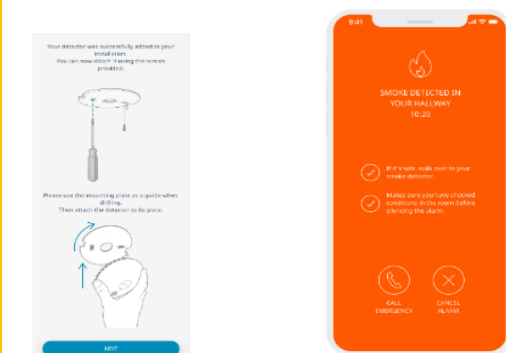 Your detector was successfully added to your
installation.
You can now attach it using the screws
provided.
Please use the mounting plate as a guide when
drilling.
Then attach the detector to its place.
NEXT
9:41
SMOKE DETECTED IN
YOUR HALLWAY
10:20
If it's safe, walk over to your
smoke detector.
Makes sure you have checked
conditions in the room before
silencing the alarm.
CALL
EMERGENCY
CANCEL
ALARM